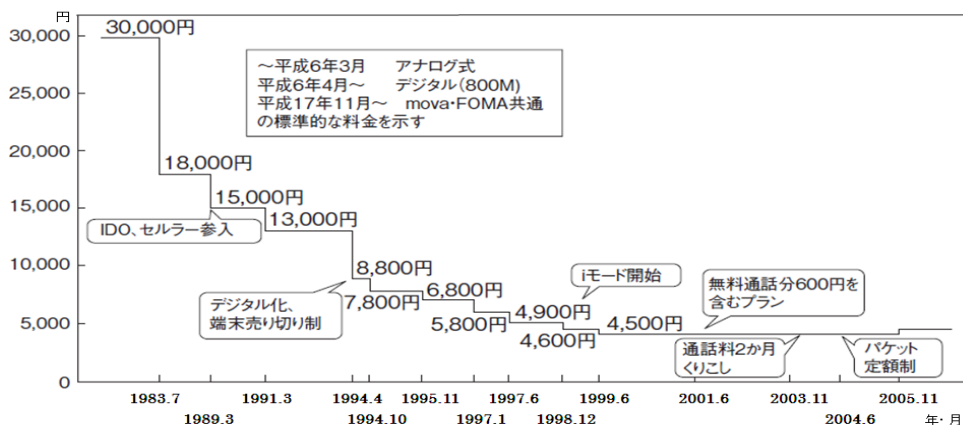 円
30,000
25,000
20,000
15,000
10,000
5,000
0
30,000円
～平成6年3月　アナログ式
平成6年4月～　デジタル（800M)
平成17年11月～　mova・FOMA共通
の標準的な料金を示す
18,000円
15,000円
IDO、セルラー参入
13,000円
8,800円
デジタル化、
端末売り切り制
7,800円
6,800円
5,800円
4,900円
iモード開始
4,600円
4,500円
無料通話分600円を
含むプラン
通話料2か月
くりこし
パケット
定額制
1983.7
1989.3
1991.3
1994.4
1994.10
1995.11
1997.1
1997.6
1998.12
1999.6
2001.6
2003.11
2004.6
2005.11
年・月